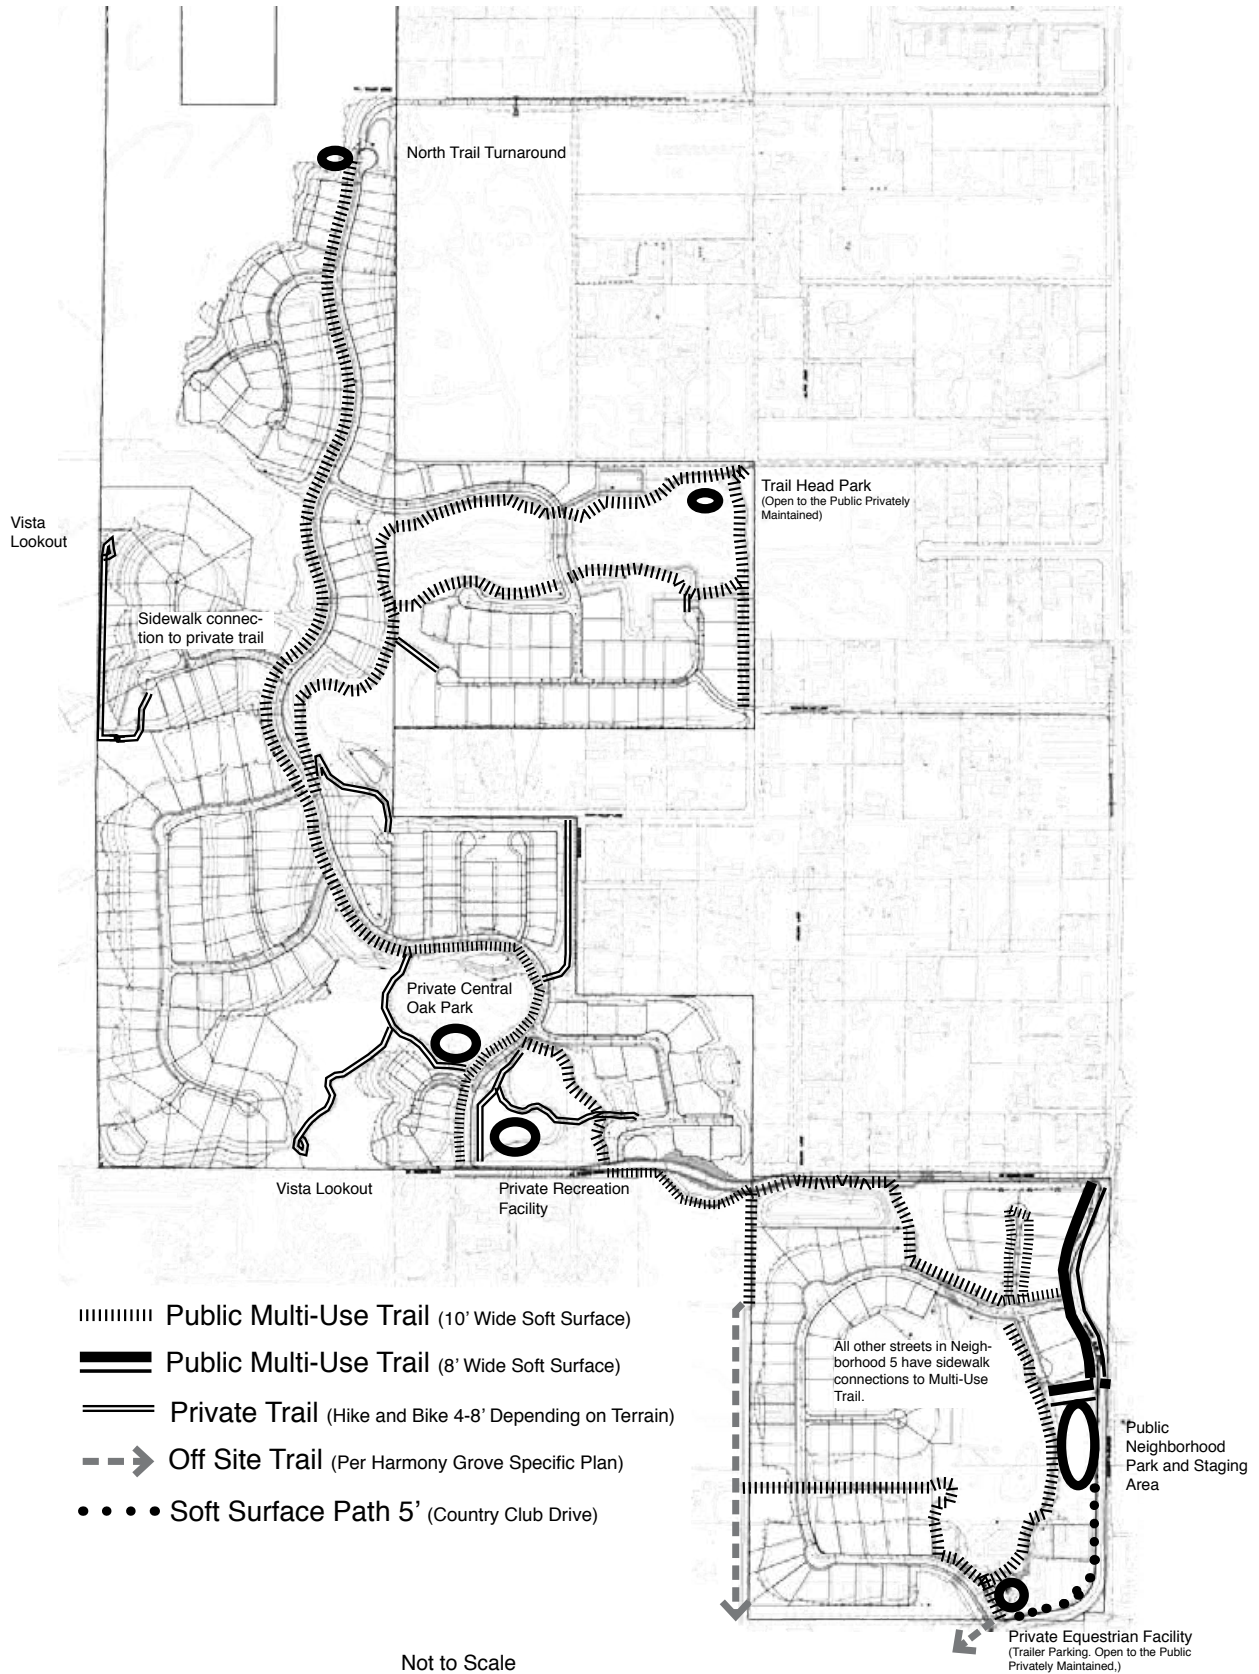 North Trail Turnaround
Trail Head Park
(Open to the Public Privately
Maintained)
Vista
Lookout
Sidewalk connec-
tion to private trail
Private Central
Oak Park
Vista Lookout
Private Recreation
Facility
Public Multi-Use Trail (10' Wide Soft Surface)
Public Multi-Use Trail (8' Wide Soft Surface)
Private Trail (Hike and Bike 4-8' Depending on Terrain)
Off Site Trail (Per Harmony Grove Specific Plan)
Soft Surface Path 5' (Country Club Drive)
All other streets in Neigh-
borhood 5 have sidewalk
connections to Multi-Use
Trail.
Public
Neighborhood
Park and Staging
Area
Private Equestrian Facility
(Trailer Parking. Open to the Public
Privately Maintained,)
Not to Scale